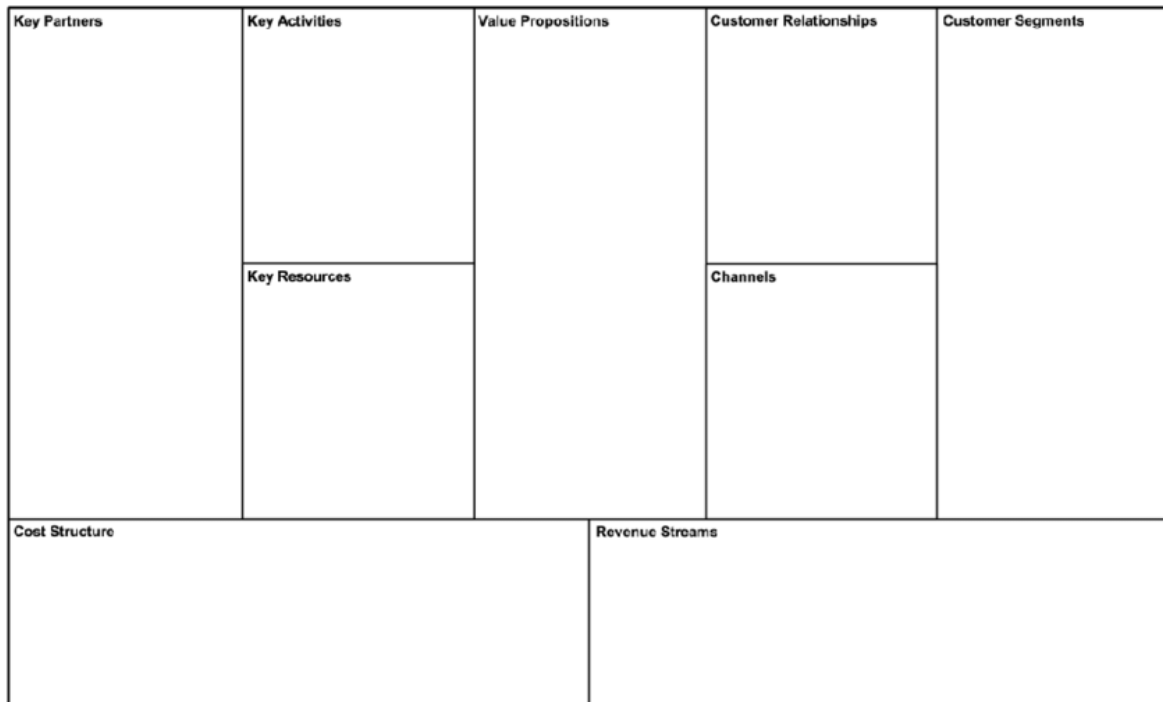 Key Partners
Key Activities
Value Propositions
Customer Relationships
Customer Segments
Key Resources
Channels
Cost Structure
Revenue Streams